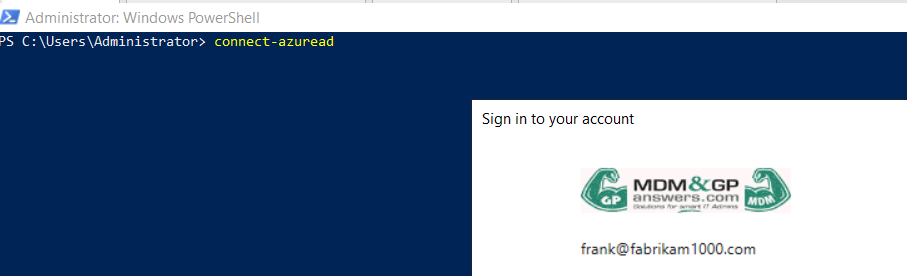 Administrator: Windows PowerShell
PS C:\Users\Administrator> connect-azuread
Sign in to your account
MDM&GP
answers.com
Solutions for smart IT Admins
GP
MDM
frank@fabrikam1000.com